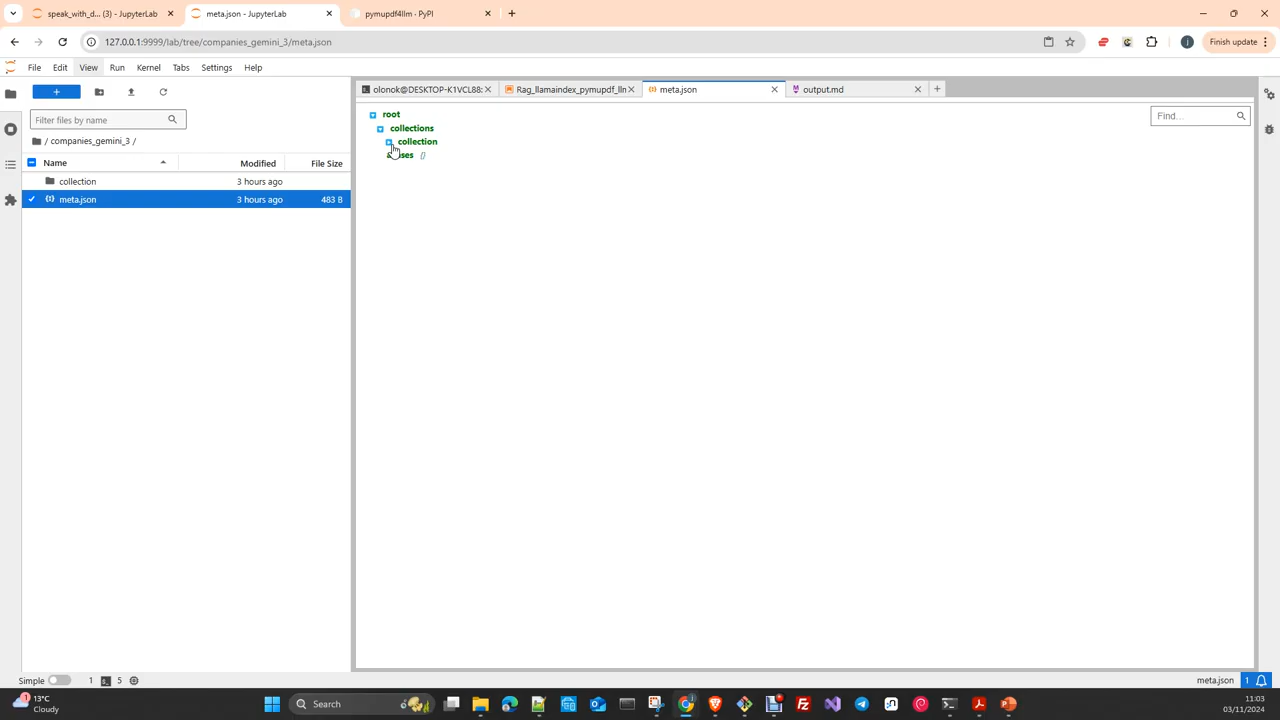 speak_with_d... (3) - JupyterLab
meta.json - JupyterLab
pymupdf4llm · PyPI
127.0.0.1:9999/lab/tree/companies_gemini_3/meta.json
Finish update
File Edit View Run Kernel Tabs Settings Help
olonok@DESKTOP-K1VCL88:
Rag_llamaindex_pymupdf_lln
meta.json
output.md
Filter files by name
/ companies_gemini_3 /
Name Modified File Size
collection 3 hours ago
meta.json 3 hours ago 483 B
root
collections
collection
ses {}
Find...
Simple 1 5
meta.json 1
1
13°C
Cloudy
Search
11:03
03/11/2024